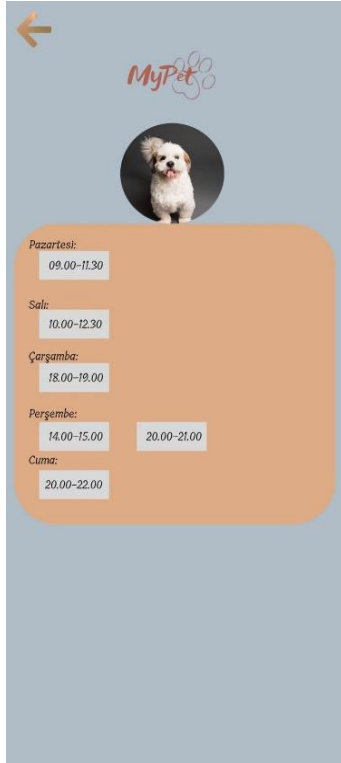 MyPet
Pazartesi:
09.00-11.30
Salı:
10.00-12.30
Çarşamba:
18.00-19.00
Perşembe:
14.00-15.00 20.00-21.00
Cuma:
20.00-22.00